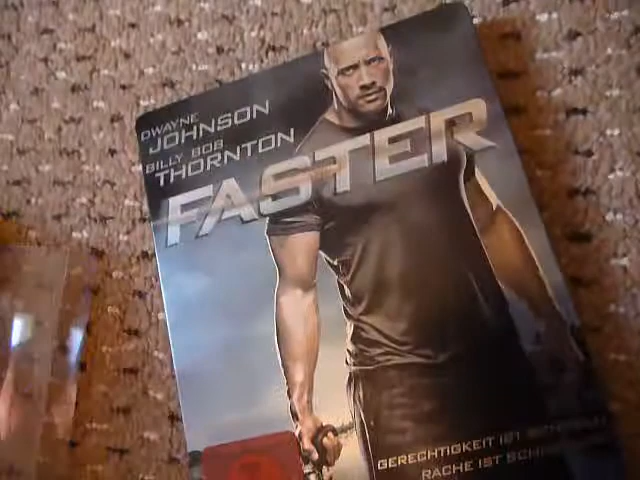 DWAYNE
JOHNSON
BILLY BOB
THORNTON
FASTER
GERECHTIGKEIT IST
RACHE IST